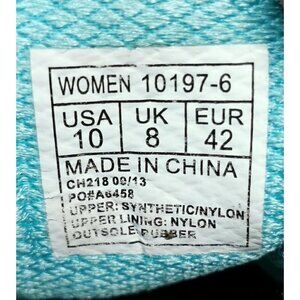 WOMEN 10197-6
USA UK EUR
10 8 42
MADE IN CHINA
CH218 09/13
PO#A6458
UPPER: SYNTHETIC/NYLON
UPPER LINING: NYLON
OUTSOLE RUBBER